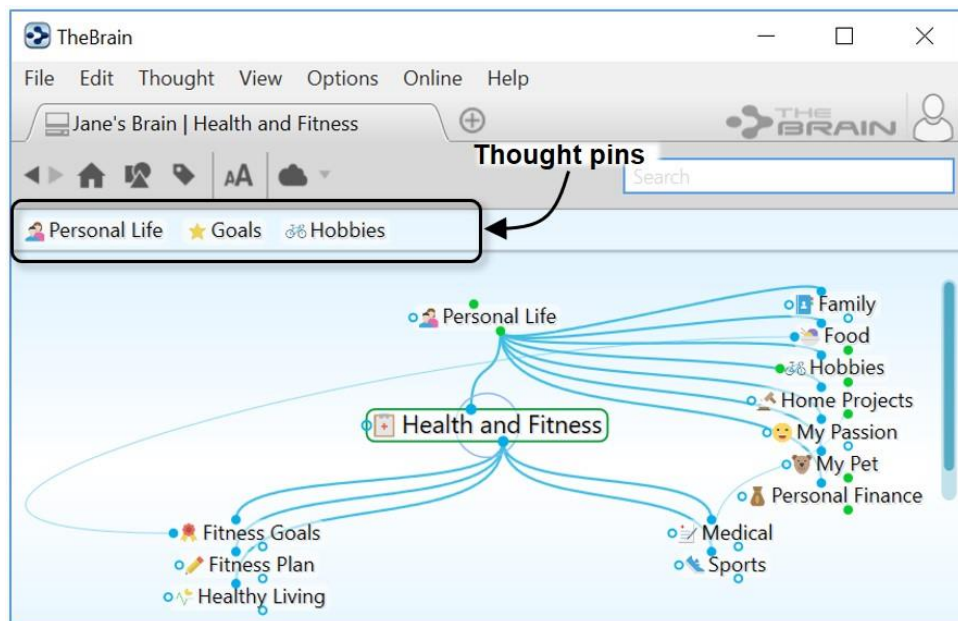 TheBrain
File Edit Thought View Options Online Help
Jane's Brain | Health and Fitness
THE BRAIN
AA
Thought pins
Search
Personal Life Goals Hobbies
Personal Life
Family
Food
Hobbies
Home Projects
Health and Fitness
My Passion
My Pet
Personal Finance
Fitness Goals
Medical
Fitness Plan
Sports
Healthy Living